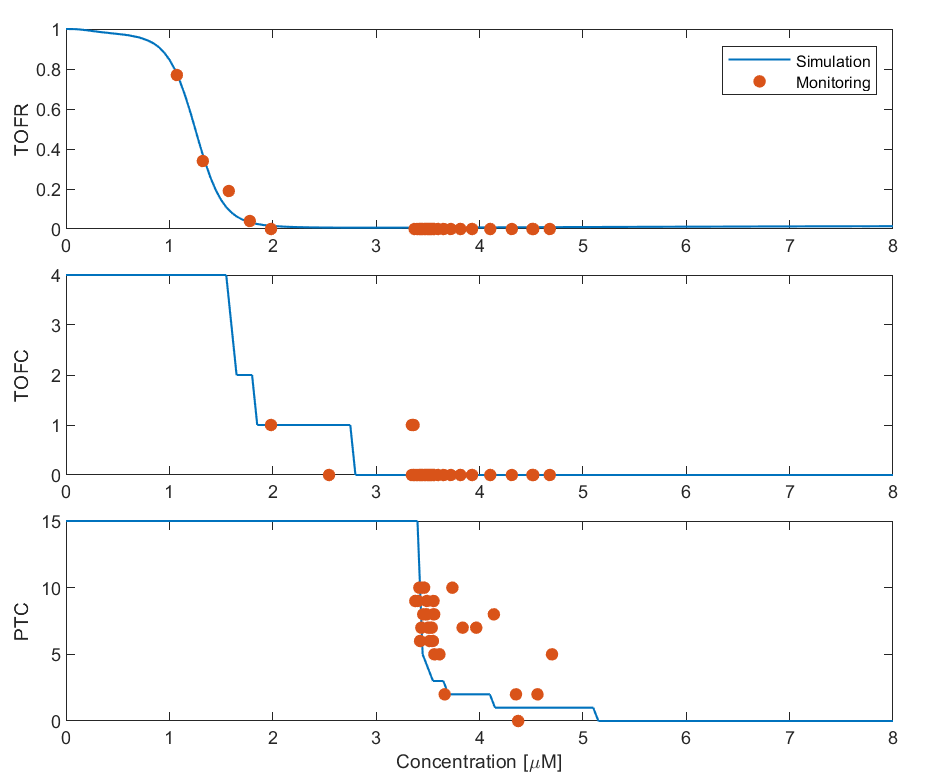 1
0.8
0.6
0.4
0.2
0
TOFR
Simulation
Monitoring
0 1 2 3 4 5 6 7 8
4
3
2
1
0
TOFC
0 1 2 3 4 5 6 7 8
15
10
5
0
PTC
0 1 2 3 4 5 6 7 8
Concentration [μM]